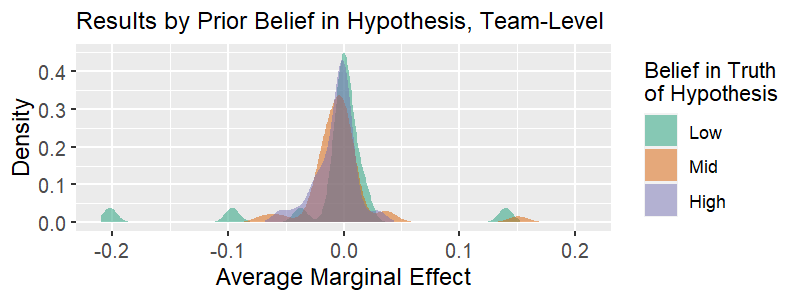 Results by Prior Belief in Hypothesis, Team-Level
Density
0.4
0.3
0.2
0.1
0.0
-0.2
-0.1
0.0
0.1
0.2
Average Marginal Effect
Belief in Truth
of Hypothesis
Low
Mid
High